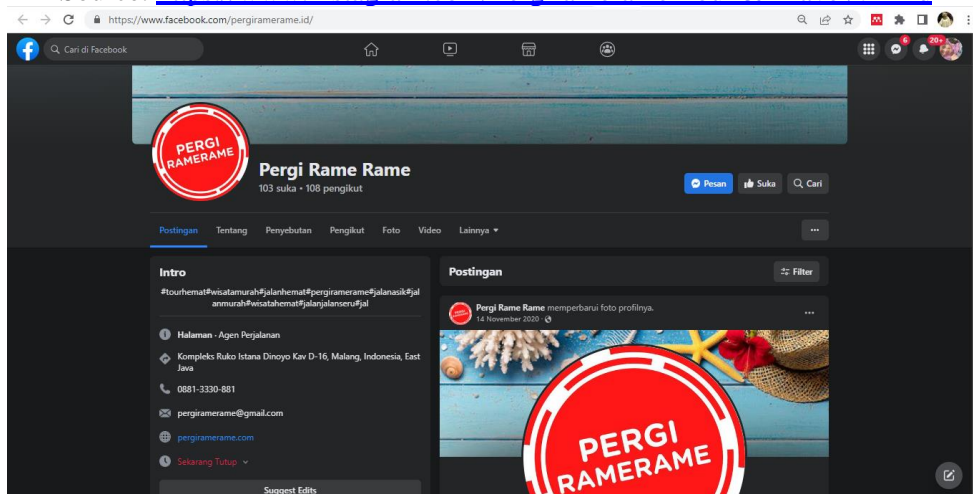 https://www.facebook.com/pergiramerame.id/
Cari di Facebook
6
20+
PERGI
RAMERAME
Pergi Rame Rame
103 suka • 108 pengikut
Pesan
Suka
Cari
Postingan Tentang Penyebutan Pengikut Foto Video Lainnya
Intro
#tourhemat#wisatamurah#jalanhemat#pergiramerame#jalanasik#jal
anmurah#wisatahemat#jalanjalanseru#jal
Halaman · Agen Perjalanan
Kompleks Ruko Istana Dinoyo Kav D-16, Malang, Indonesia, East
Java
0881-3330-881
pergiramerame@gmail.com
pergiramerame.com
Sekarang Tutup
Suggest Edits
Postingan
Filter
Pergi Rame Rame memperbarui foto profilnya.
14 November 2020
PERGI
RAMERAME